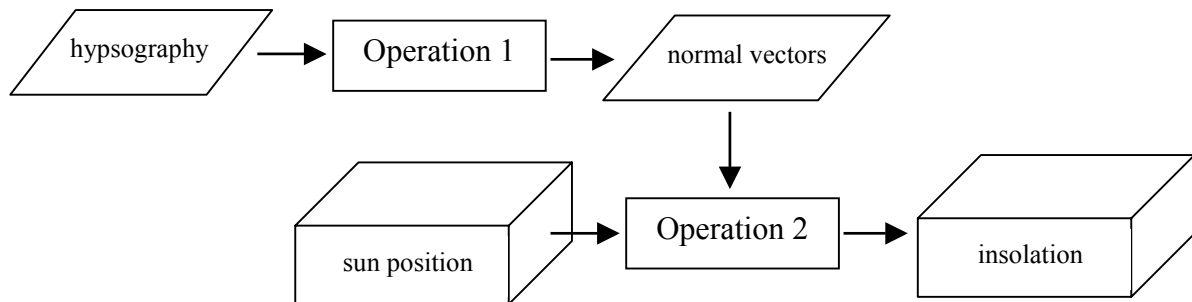 hypsography
Operation 1
normal vectors
sun position
Operation 2
insolation